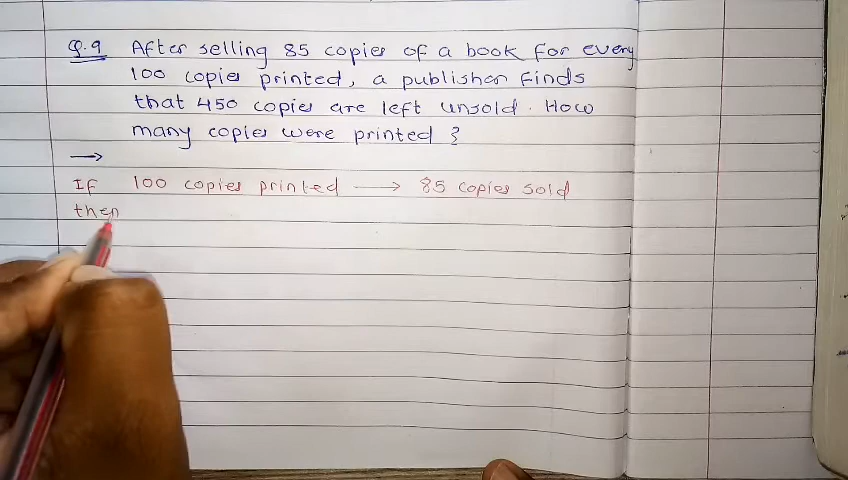 Q.9 After selling 85 copies of a book for every
100 copies printed, a publisher finds
that 450 copies are left unsold. How
many copies were printed ?
→
If 100 copies printed → 85 copies sold
then